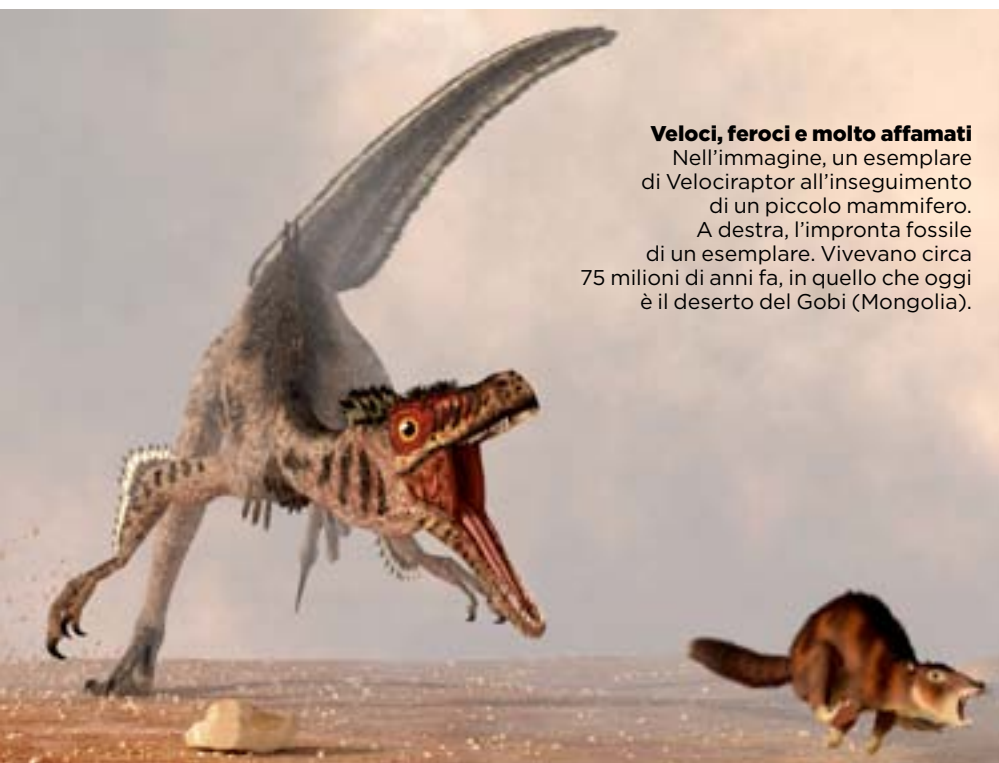 Veloci, feroci e molto affamati
Nell’immagine, un esemplare
di Velociraptor all’inseguimento
di un piccolo mammifero.
A destra, l’impronta fossile
di un esemplare. Vivevano circa
75 milioni di anni fa, in quello che oggi
è il deserto del Gobi (Mongolia).